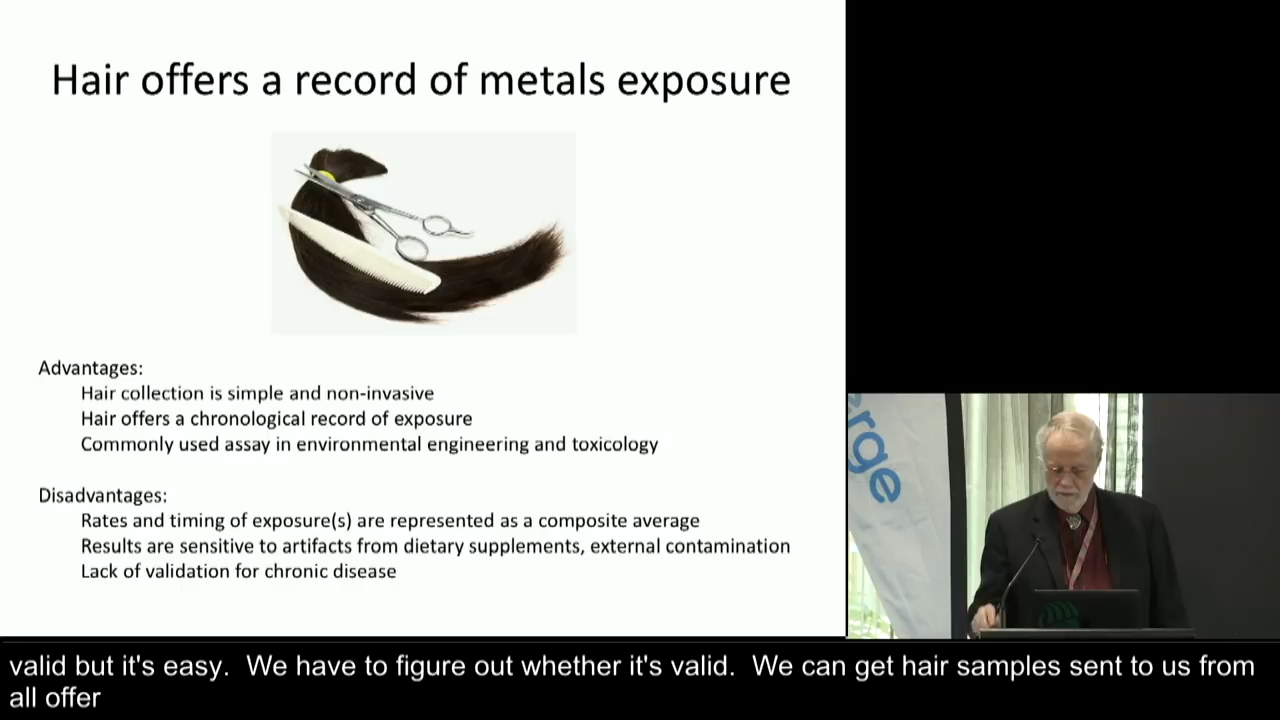 Hair offers a record of metals exposure
Advantages:
Hair collection is simple and non-invasive
Hair offers a chronological record of exposure
Commonly used assay in environmental engineering and toxicology
Disadvantages:
Rates and timing of exposure(s) are represented as a composite average
Results are sensitive to artifacts from dietary supplements, external contamination
Lack of validation for chronic disease
erge
valid but it's easy.  We have to figure out whether it's valid.  We can get hair samples sent to us from
all offer